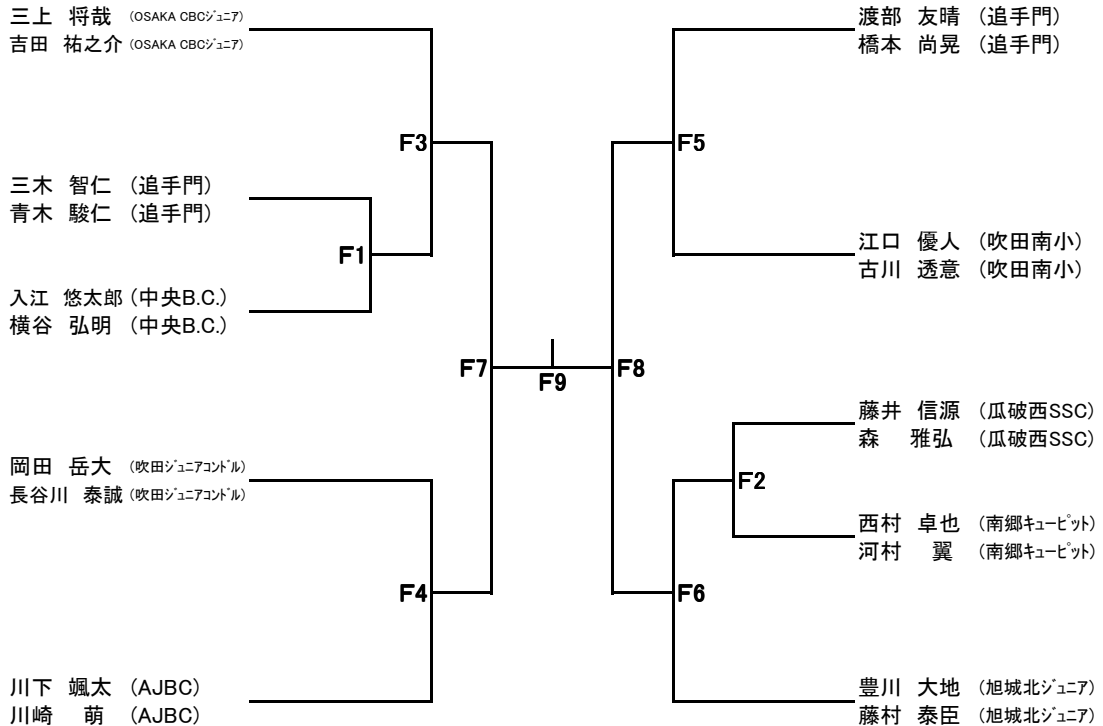 三上 将哉 (OSAKA CBCジュニア)
吉田 祐之介 (OSAKA CBCジュニア)
F3
三木 智仁 (追手門)
青木 駿仁 (追手門)
F1
入江 悠太郎 (中央B.C.)
横谷 弘明 (中央B.C.)
F7
岡田 岳大 (吹田ジュニアコンドル)
長谷川 泰誠 (吹田ジュニアコンドル)
F4
川下 颯太 (AJBC)
川崎 萌 (AJBC)
F9
渡部 友晴 (追手門)
橋本 尚晃 (追手門)
F5
江口 優人 (吹田南小)
古川 透意 (吹田南小)
F8
藤井 信源 (瓜破西SSC)
森 雅弘 (瓜破西SSC)
F2
西村 卓也 (南郷キューピット)
河村 翼 (南郷キューピット)
F6
豊川 大地 (旭城北ジュニア)
藤村 泰臣 (旭城北ジュニア)